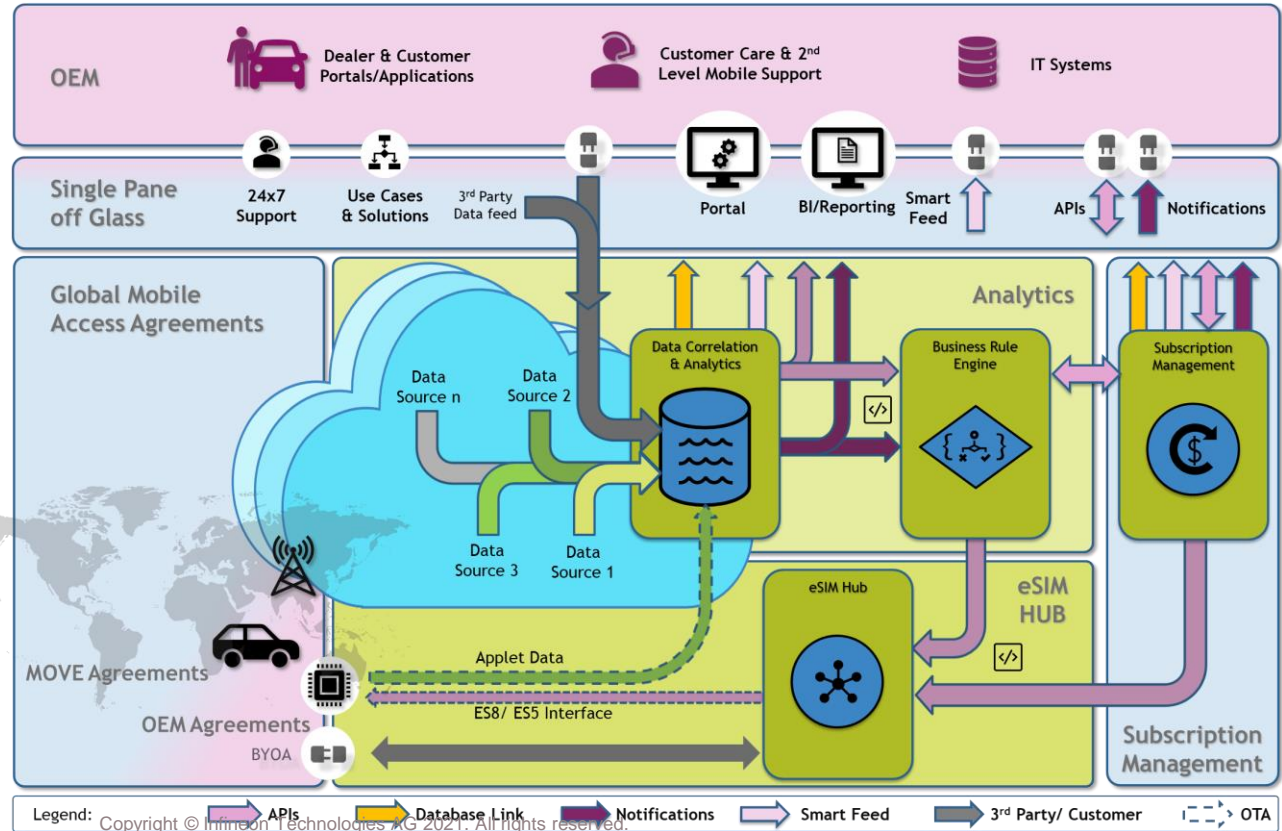 OEM
Dealer & Customer
Portals/Applications
Customer Care & 2nd
Level Mobile Support
IT Systems
Single Pane
off Glass
24x7
Support
Use Cases
& Solutions
3rd Party
Data feed
Portal
BI/Reporting
Smart
Feed
APIs
Notifications
Global Mobile
Access Agreements
Analytics
Data
Source n
Data
Source 2
Data
Source 3
Data
Source 1
Data Correlation
& Analytics
</>
Business Rule
Engine
{ }
Subscription
Management
$
eSIM
HUB
eSIM Hub
</>
Applet Data
ES8/ ES5 Interface
MOVE Agreements
OEM Agreements
BYOA
Subscription
Management
Legend: APIs Database Link Notifications Smart Feed 3rd Party/ Customer OTA
Copyright © Infineon Technologies AG 2021. All rights reserved.